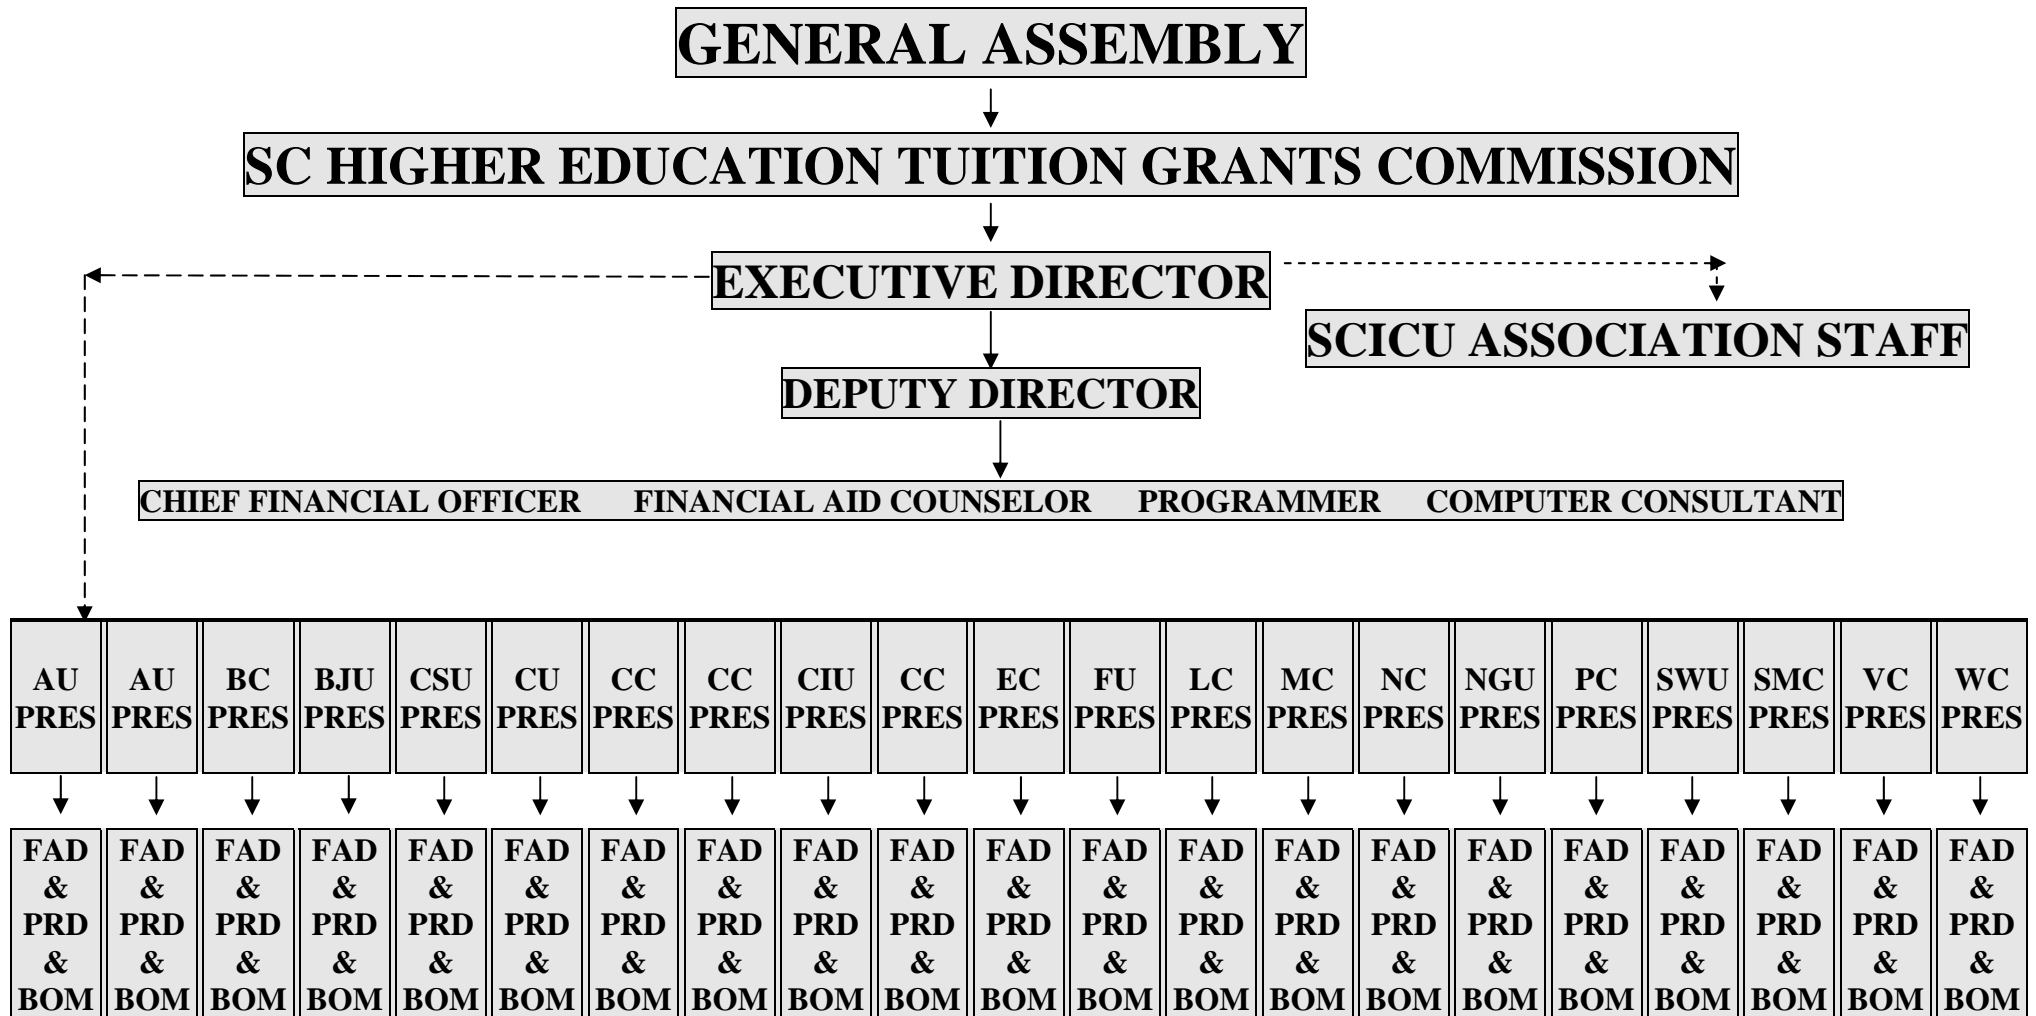 GENERAL ASSEMBLY
SC HIGHER EDUCATION TUITION GRANTS COMMISSION
EXECUTIVE DIRECTOR
SCICU ASSOCIATION STAFF
DEPUTY DIRECTOR
CHIEF FINANCIAL OFFICER FINANCIAL AID COUNSELOR PROGRAMMER COMPUTER CONSULTANT
AU AU BC BJU CSU CU CC CC CIU CC EC FU LC MC NC NGU PC SWU SMC VC WC
PRES PRES PRES PRES PRES PRES PRES PRES PRES PRES PRES PRES PRES PRES PRES PRES PRES PRES PRES PRES PRES
FAD FAD FAD FAD FAD FAD FAD FAD FAD FAD FAD FAD FAD FAD FAD FAD FAD FAD FAD FAD FAD
& & & & & & & & & & & & & & & & & & & & &
PRD PRD PRD PRD PRD PRD PRD PRD PRD PRD PRD PRD PRD PRD PRD PRD PRD PRD PRD PRD PRD
& & & & & & & & & & & & & & & & & & & & &
BOM BOM BOM BOM BOM BOM BOM BOM BOM BOM BOM BOM BOM BOM BOM BOM BOM BOM BOM BOM BOM